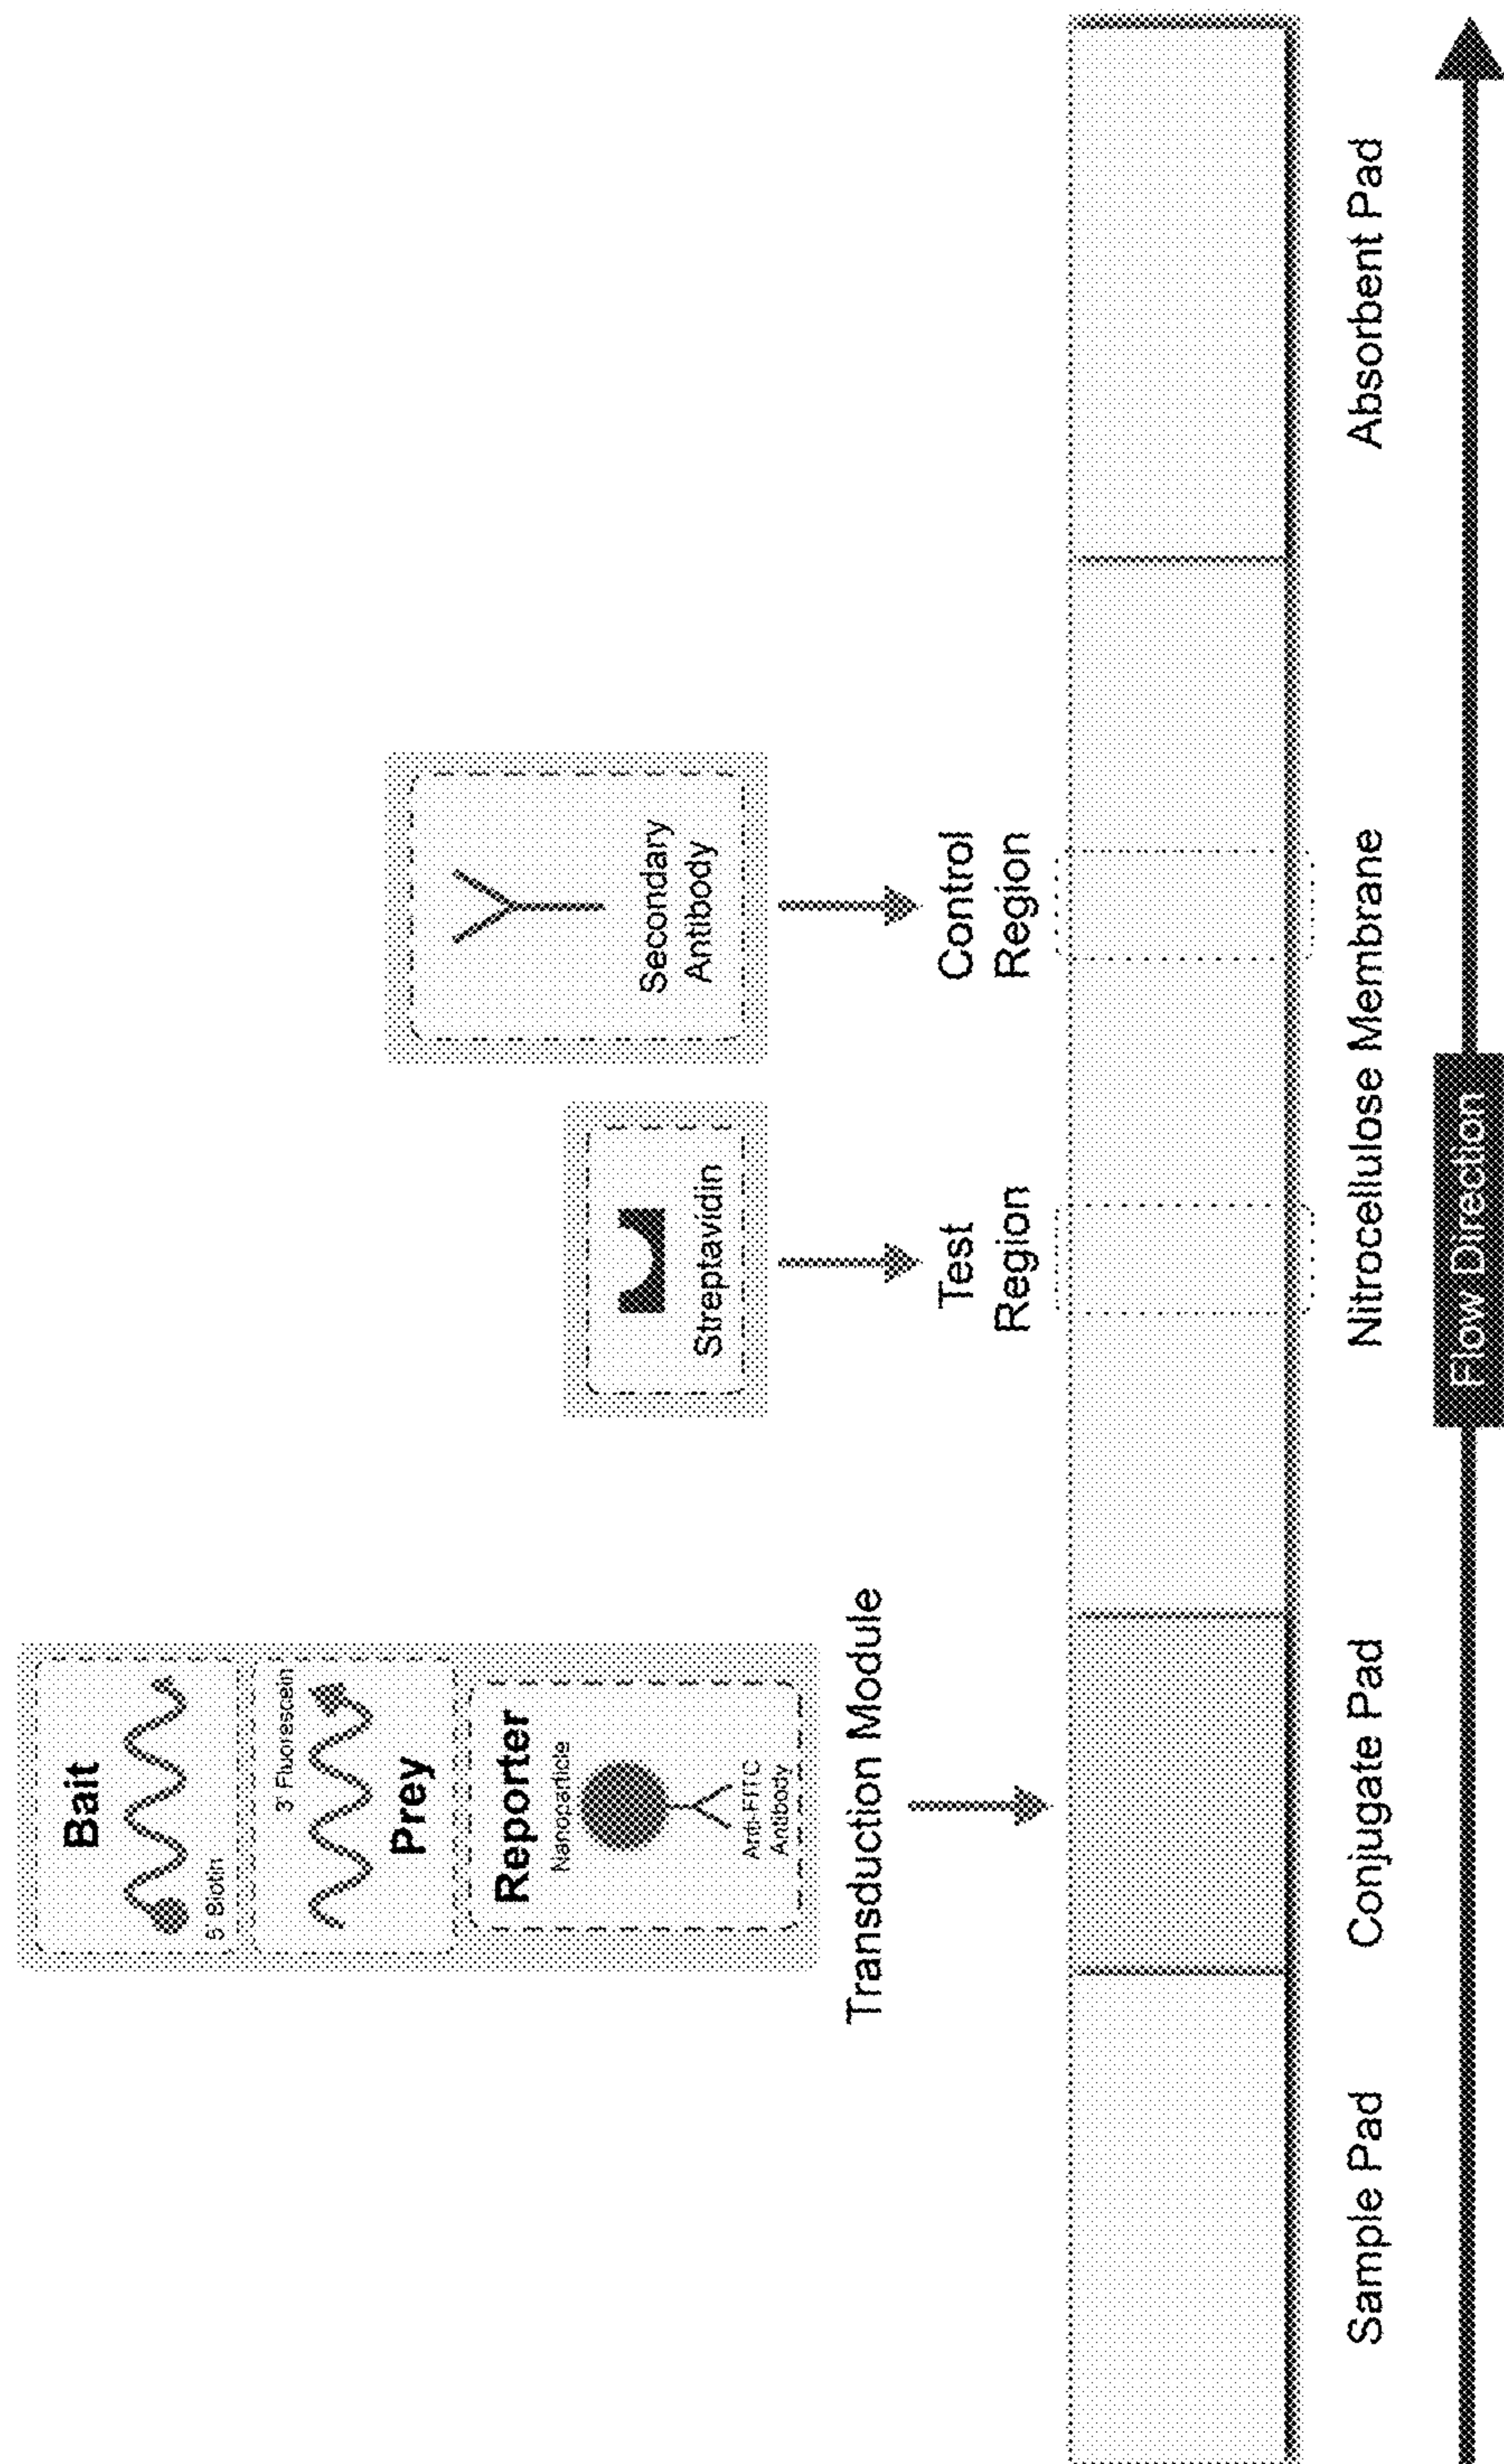 Bait
5' Biotin
3' Fluorescein
Prey
Reporter
Nanoparticle
Anti-FITC
Antibody
Transduction Module
Streptavidin
Secondary
Antibody
Test
Region
Control
Region
Sample Pad
Conjugate Pad
Nitrocellulose Membrane
Absorbent Pad
Flow Direction